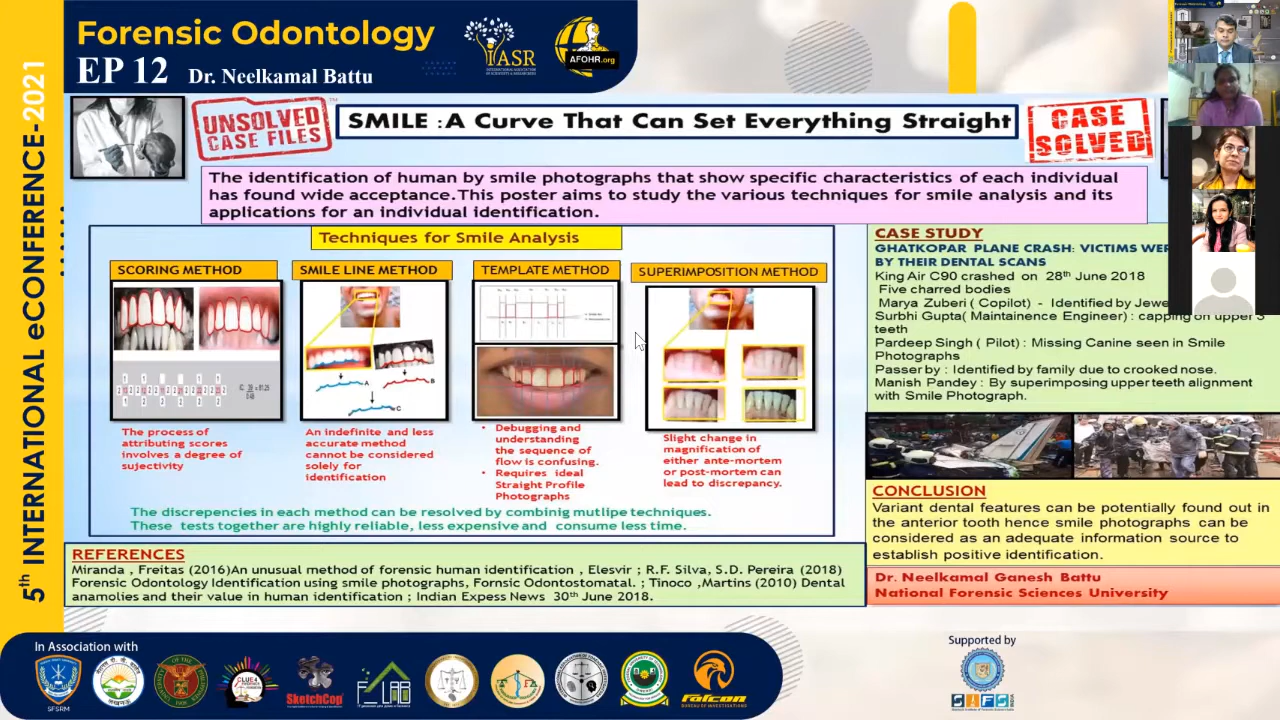 5th INTERNATIONAL eCONFERENCE-2021
Forensic Odontology
EP 12 Dr. Neelkamal Battu
IASR
AFOHR.org
UNSOLVED
CASE FILES
SMILE :A Curve That Can Set Everything Straight
CASE
SOLVED
The identification of human by smile photographs that show specific characteristics of each individual
has found wide acceptance.This poster aims to study the various techniques for smile analysis and its
applications for an individual identification.
Techniques for Smile Analysis
SCORING METHOD
The process of
attributing scores
involves a degree of
sujectivity
SMILE LINE METHOD
A
B
C
An indefinite and less
accurate method
cannot be considered
solely for
identification
TEMPLATE METHOD
• Debugging and
understanding
the sequence of
flow is confusing.
• Requires ideal
Straight Profile
Photographs
SUPERIMPOSITION METHOD
Slight change in
magnification of
either ante-mortem
or post-mortem can
lead to discrepancy.
The discrepencies in each method can be resolved by combinig mutlipe techniques.
These tests together are highly reliable, less expensive and consume less time.
CASE STUDY
GHATKOPAR PLANE CRASH: VICTIMS WER
BY THEIR DENTAL SCANS
King Air C90 crashed on 28th June 2018
Five charred bodies
Marya Zuberi ( Copilot) - Identified by Jewe
Surbhi Gupta( Maintainence Engineer) : capping on upper 3
teeth
Pardeep Singh ( Pilot) : Missing Canine seen in Smile
Photographs
Passer by : Identified by family due to crooked nose.
Manish Pandey : By superimposing upper teeth alignment
with Smile Photograph.
CONCLUSION
Variant dental features can be potentially found out in
the anterior tooth hence smile photographs can be
considered as an adequate information source to
establish positive identification.
Dr. Neelkamal Ganesh Battu
National Forensic Sciences University
REFERENCES
Miranda , Freitas (2016)An unusual method of forensic human identification , Elesvir ; R.F. Silva, S.D. Pereira (2018)
Forensic Odontology Identification using smile photographs, Fornsic Odontostomatal. ; Tinoco ,Martins (2010) Dental
anamolies and their value in human identification ; Indian Expess News 30th June 2018.
In Association with
SFSRM
CLUE4
SketchCop
F-LAB
Falcon
BUREAU OF INVESTIGATIONS
Supported by
SIFS
INDIA